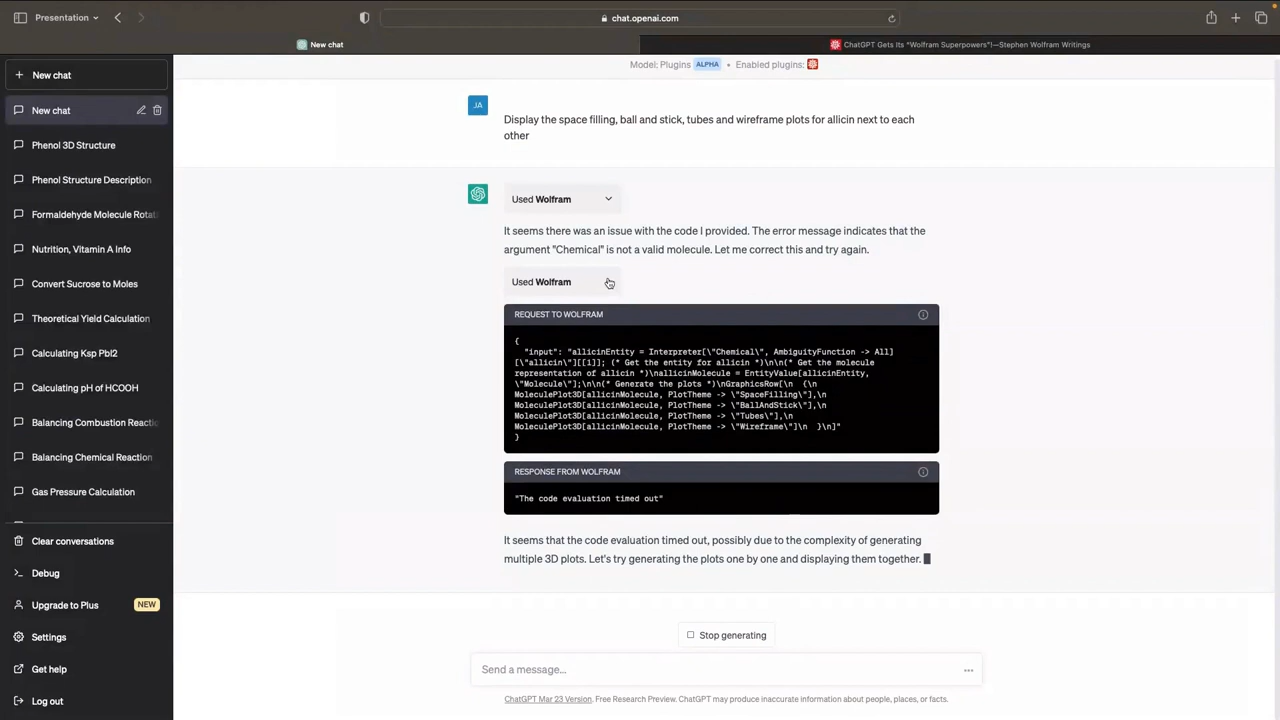 Presentation
chat.openai.com
New chat
ChatGPT Gets Its "Wolfram Superpowers"!—Stephen Wolfram Writings
New chat
New chat
Phenol 3D Structure
Phenol Structure Description
Formaldehyde Molecule Rotat
Nutrition, Vitamin A Info
Convert Sucrose to Moles
Theoretical Yield Calculation
Calculating Ksp PbI2
Calculating pH of HCOOH
Balancing Combustion Reactio
Balancing Chemical Reaction
Gas Pressure Calculation
Clear conversations
Debug
Upgrade to Plus NEW
Settings
Get help
Log out
Model: Plugins ALPHA • Enabled plugins:
JA
Display the space filling, ball and stick, tubes and wireframe plots for allicin next to each
other
Used Wolfram
It seems there was an issue with the code I provided. The error message indicates that the
argument "Chemical" is not a valid molecule. Let me correct this and try again.
Used Wolfram
REQUEST TO WOLFRAM
{
"input": "allicinEntity = Interpreter[\"Chemical\", AmbiguityFunction -> All]
[\"allicin\"][[1]]; (* Get the entity for allicin *)\n\n(* Get the molecule
representation of allicin *)\nallicinMolecule = EntityValue[allicinEntity,
\"Molecule\"];\n\n(* Generate the plots *)\nGraphicsRow[\n  {\n
MoleculePlot3D[allicinMolecule, PlotTheme -> \"SpaceFilling\"],\n
MoleculePlot3D[allicinMolecule, PlotTheme -> \"BallAndStick\"],\n
MoleculePlot3D[allicinMolecule, PlotTheme -> \"Tubes\"],\n
MoleculePlot3D[allicinMolecule, PlotTheme -> \"Wireframe\"]\n  }\n]"
}
RESPONSE FROM WOLFRAM
"The code evaluation timed out"
It seems that the code evaluation timed out, possibly due to the complexity of generating
multiple 3D plots. Let's try generating the plots one by one and displaying them together.
Stop generating
Send a message...
ChatGPT Mar 23 Version. Free Research Preview. ChatGPT may produce inaccurate information about people, places, or facts.